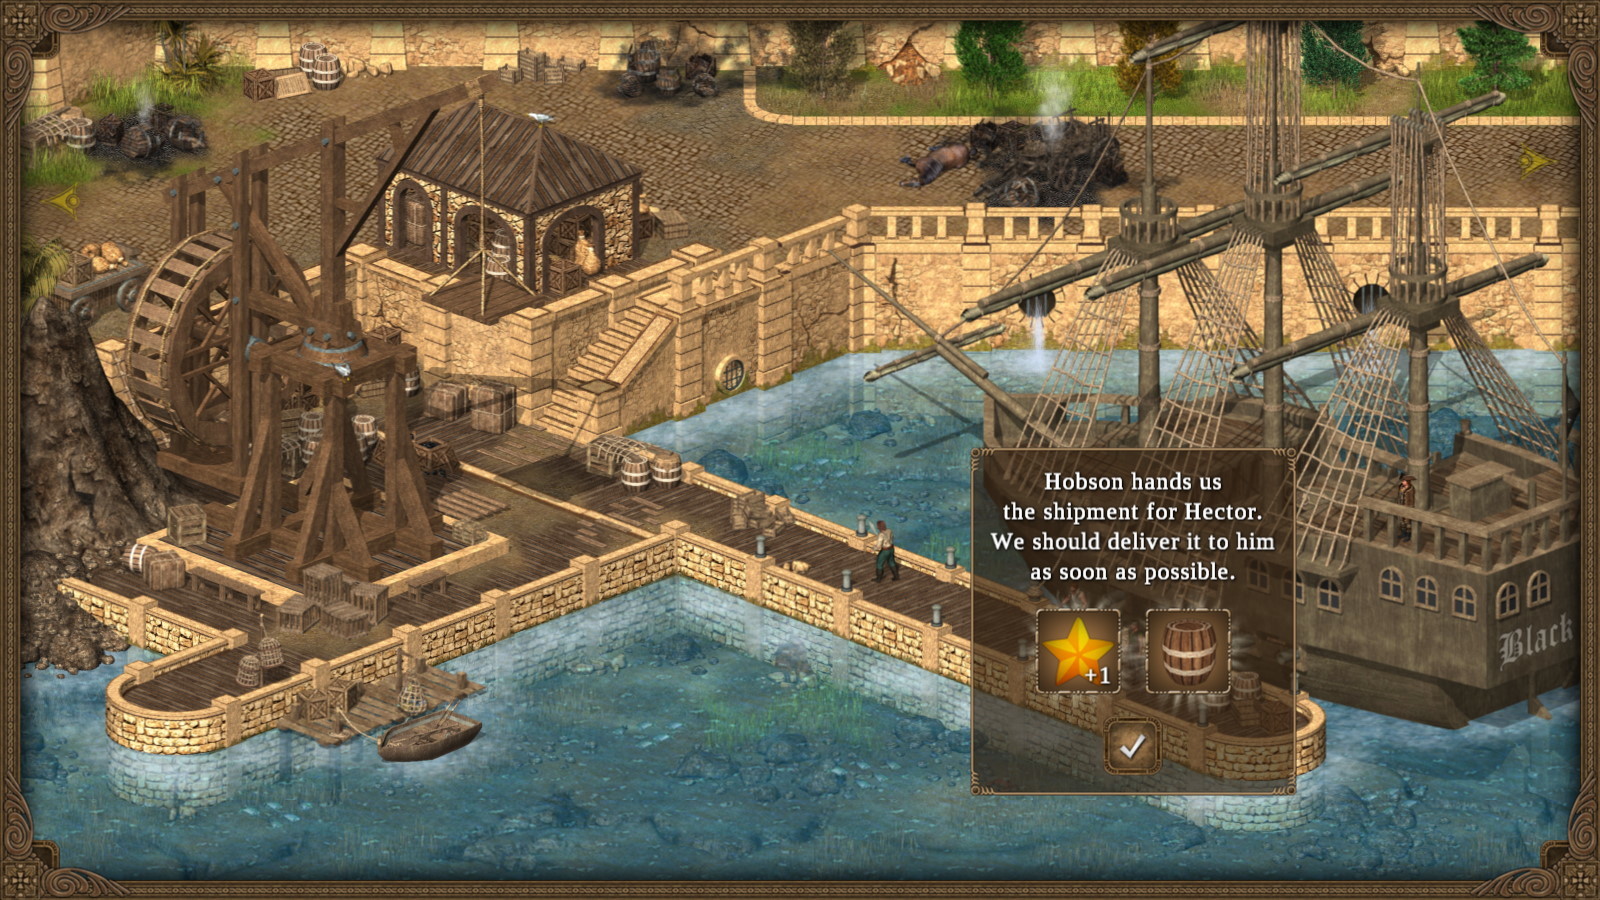 Hobson hands us
the shipment for Hector.
We should deliver it to him
as soon as possible.
+1
Black